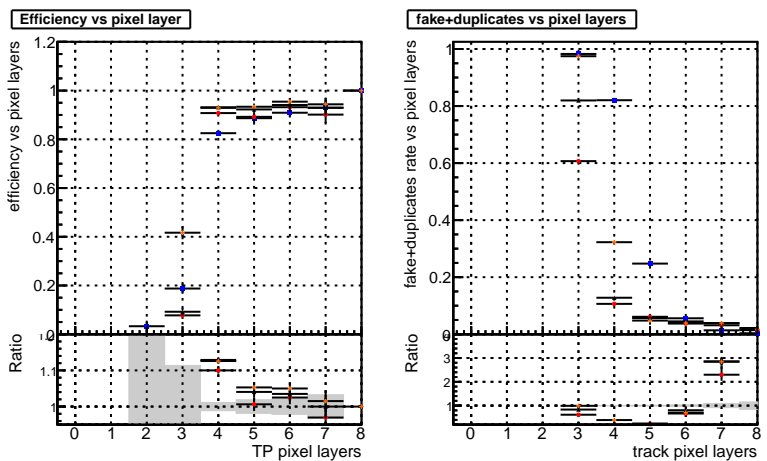 Efficiency vs pixel layer
fake+duplicates vs pixel layers
efficiency vs pixel layers
1.2
1
0.8
0.6
0.4
0.2
0
Ratio
1.1
1
0 1 2 3 4 5 6 7 8
TP pixel layers
fake+duplicates rate vs pixel layers
1
0.8
0.6
0.4
0.2
Ratio
3
2
1
0 1 2 3 4 5 6 7 8
track pixel layers